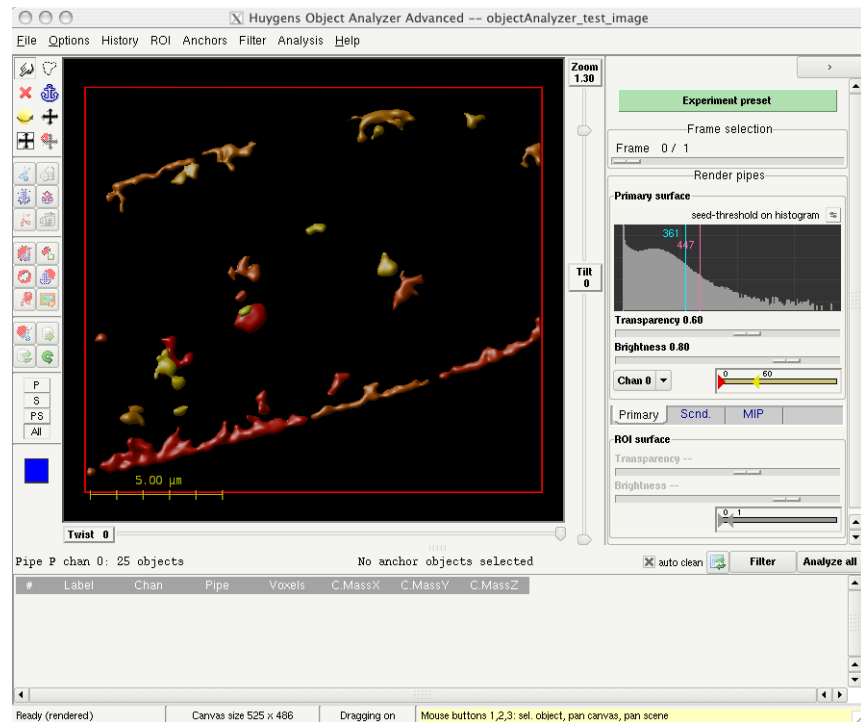 Huygens Object Analyzer Advanced -- objectAnalyzer_test_image
File Options History ROI Anchors Filter Analysis Help
Zoom
1.30
>
Experiment preset
Frame selection
Frame 0 / 1
Render pipes
Primary surface
seed-threshold on histogram
361
447
Tilt
0
Transparency 0.60
Brightness 0.80
Chan 0
0 60
P
S
PS
All
Primary Scnd. MIP
ROI surface
Transparency --
Brightness --
0 1
5.00 µm
Twist 0
Pipe P chan 0: 25 objects No anchor objects selected auto clean Filter Analyze all
# Label Chan Pipe Voxels C.MassX C.MassY C.MassZ
Ready (rendered) Canvas size 525 x 486 Dragging on Mouse buttons 1,2,3: sel. object, pan canvas, pan scene